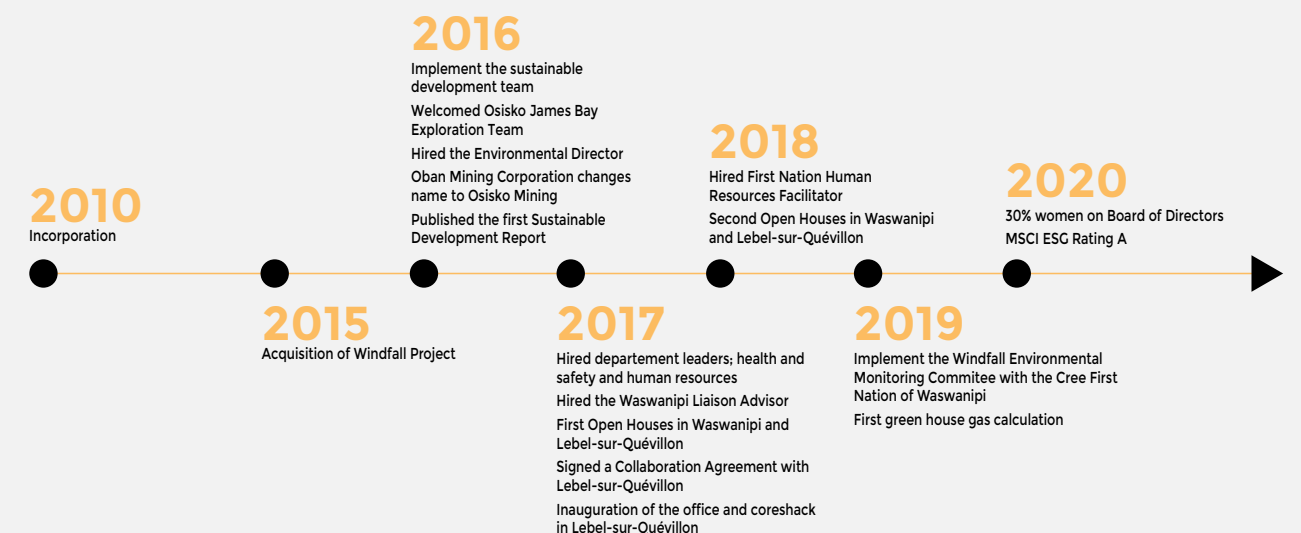 2010
Incorporation
2015
Acquisition of Windfall Project
2016
Implement the sustainable
development team
Welcomed Osisko James Bay
Exploration Team
Hired the Environmental Director
Oban Mining Corporation changes
name to Osisko Mining
Published the first Sustainable
Development Report
2017
Hired departement leaders; health and
safety and human resources
Hired the Waswanipi Liaison Advisor
First Open Houses in Waswanipi and
Lebel-sur-Quévillon
Signed a Collaboration Agreement with
Lebel-sur-Quévillon
Inauguration of the office and coreshack
in Lebel-sur-Quévillon
2018
Hired First Nation Human
Resources Facilitator
Second Open Houses in Waswanipi
and Lebel-sur-Quévillon
2019
Implement the Windfall Environmental
Monitoring Commitee with the Cree First
Nation of Waswanipi
First green house gas calculation
2020
30% women on Board of Directors
MSCI ESG Rating A